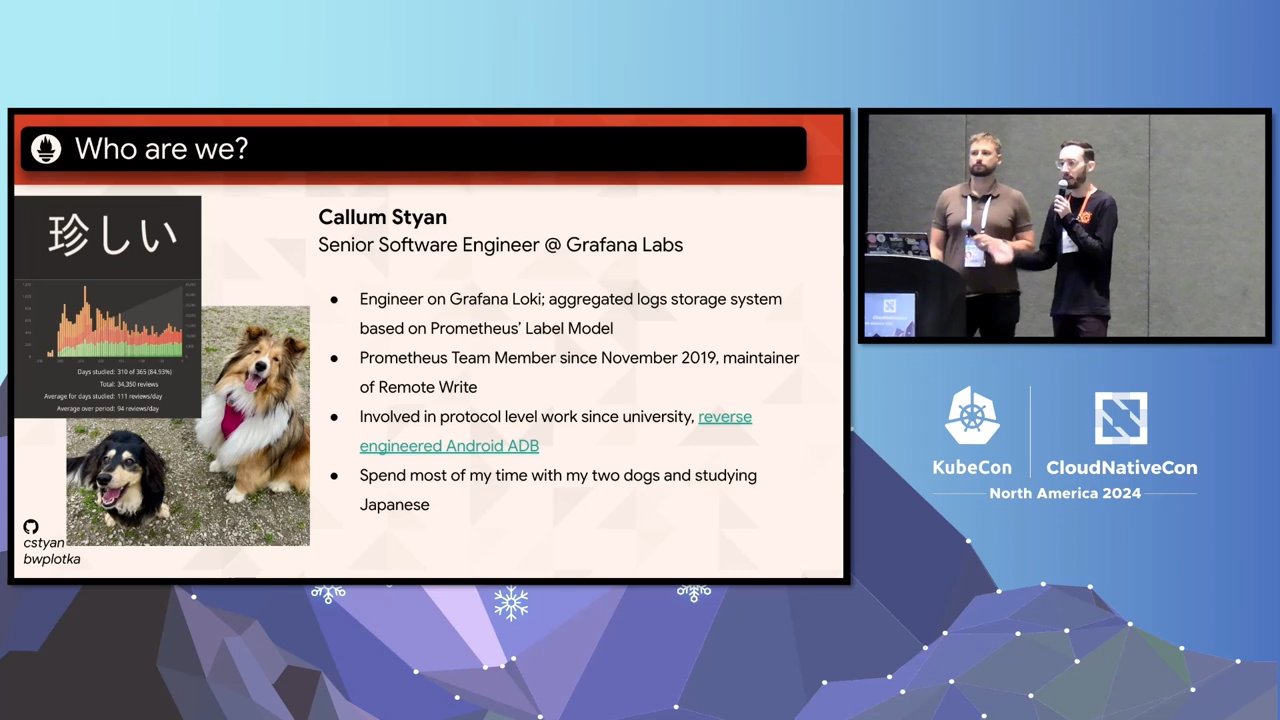 Who are we?
珍しい
Days studied: 310 of 365 (84.93%)
Total: 34,350 reviews
Average for days studied: 111 reviews/day
Average over period: 94 reviews/day
Callum Styan
Senior Software Engineer @ Grafana Labs
● Engineer on Grafana Loki; aggregated logs storage system
based on Prometheus’ Label Model
● Prometheus Team Member since November 2019, maintainer
of Remote Write
● Involved in protocol level work since university, reverse
engineered Android ADB
● Spend most of my time with my two dogs and studying
Japanese
cstyan
bwplotka
KubeCon
CloudNativeCon
North America 2024